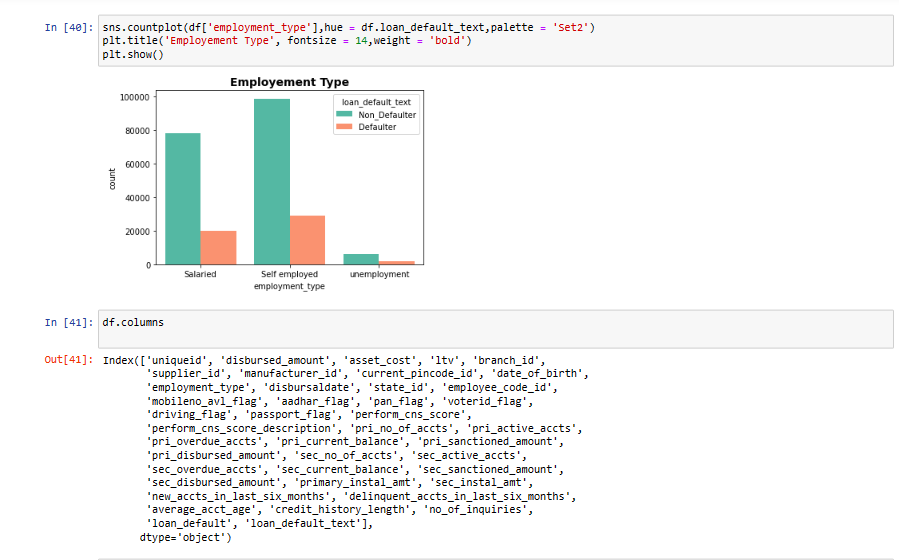 In [40]: sns.countplot(df['employment_type'],hue = df.loan_default_text,palette = 'Set2')
plt.title('Employement Type', fontsize = 14,weight = 'bold')
plt.show()
Employement Type
loan_default_text
Non_Defaulter
Defaulter
100000
80000
60000
40000
20000
0
count
Salaried Self employed unemployment
employment_type
In [41]: df.columns
Out[41]: Index(['uniqueid', 'disbursed_amount', 'asset_cost', 'ltv', 'branch_id',
'supplier_id', 'manufacturer_id', 'current_pincode_id', 'date_of_birth',
'employment_type', 'disbursaldate', 'state_id', 'employee_code_id',
'mobileno_avl_flag', 'aadhar_flag', 'pan_flag', 'voterid_flag',
'driving_flag', 'passport_flag', 'perform_cns_score',
'perform_cns_score_description', 'pri_no_of_accts', 'pri_active_accts',
'pri_overdue_accts', 'pri_current_balance', 'pri_sanctioned_amount',
'pri_disbursed_amount', 'sec_no_of_accts', 'sec_active_accts',
'sec_overdue_accts', 'sec_current_balance', 'sec_sanctioned_amount',
'sec_disbursed_amount', 'primary_instal_amt', 'sec_instal_amt',
'new_accts_in_last_six_months', 'delinquent_accts_in_last_six_months',
'average_acct_age', 'credit_history_length', 'no_of_inquiries',
'loan_default', 'loan_default_text'],
dtype='object')